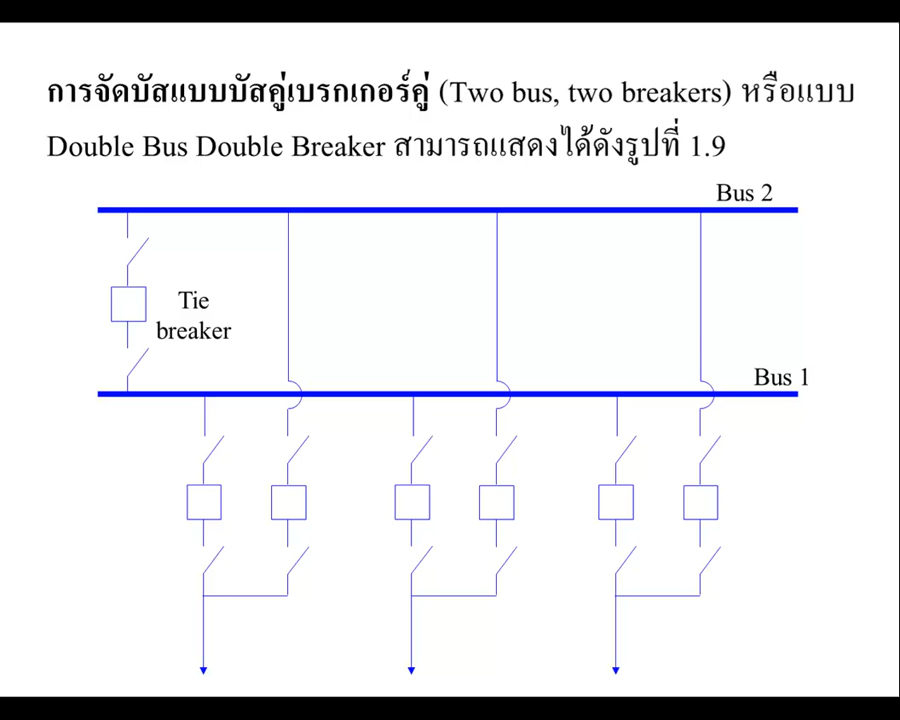 การจัดบัสแบบบัสคู่เบรกเกอร์คู่ (Two bus, two breakers) หรือแบบ
Double Bus Double Breaker สามารถแสดงได้ดังรูปที่ 1.9
Bus 2
Tie
breaker
Bus 1